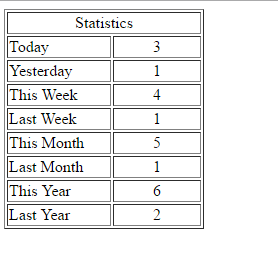 Statistics
Today 3
Yesterday 1
This Week 4
Last Week 1
This Month 5
Last Month 1
This Year 6
Last Year 2